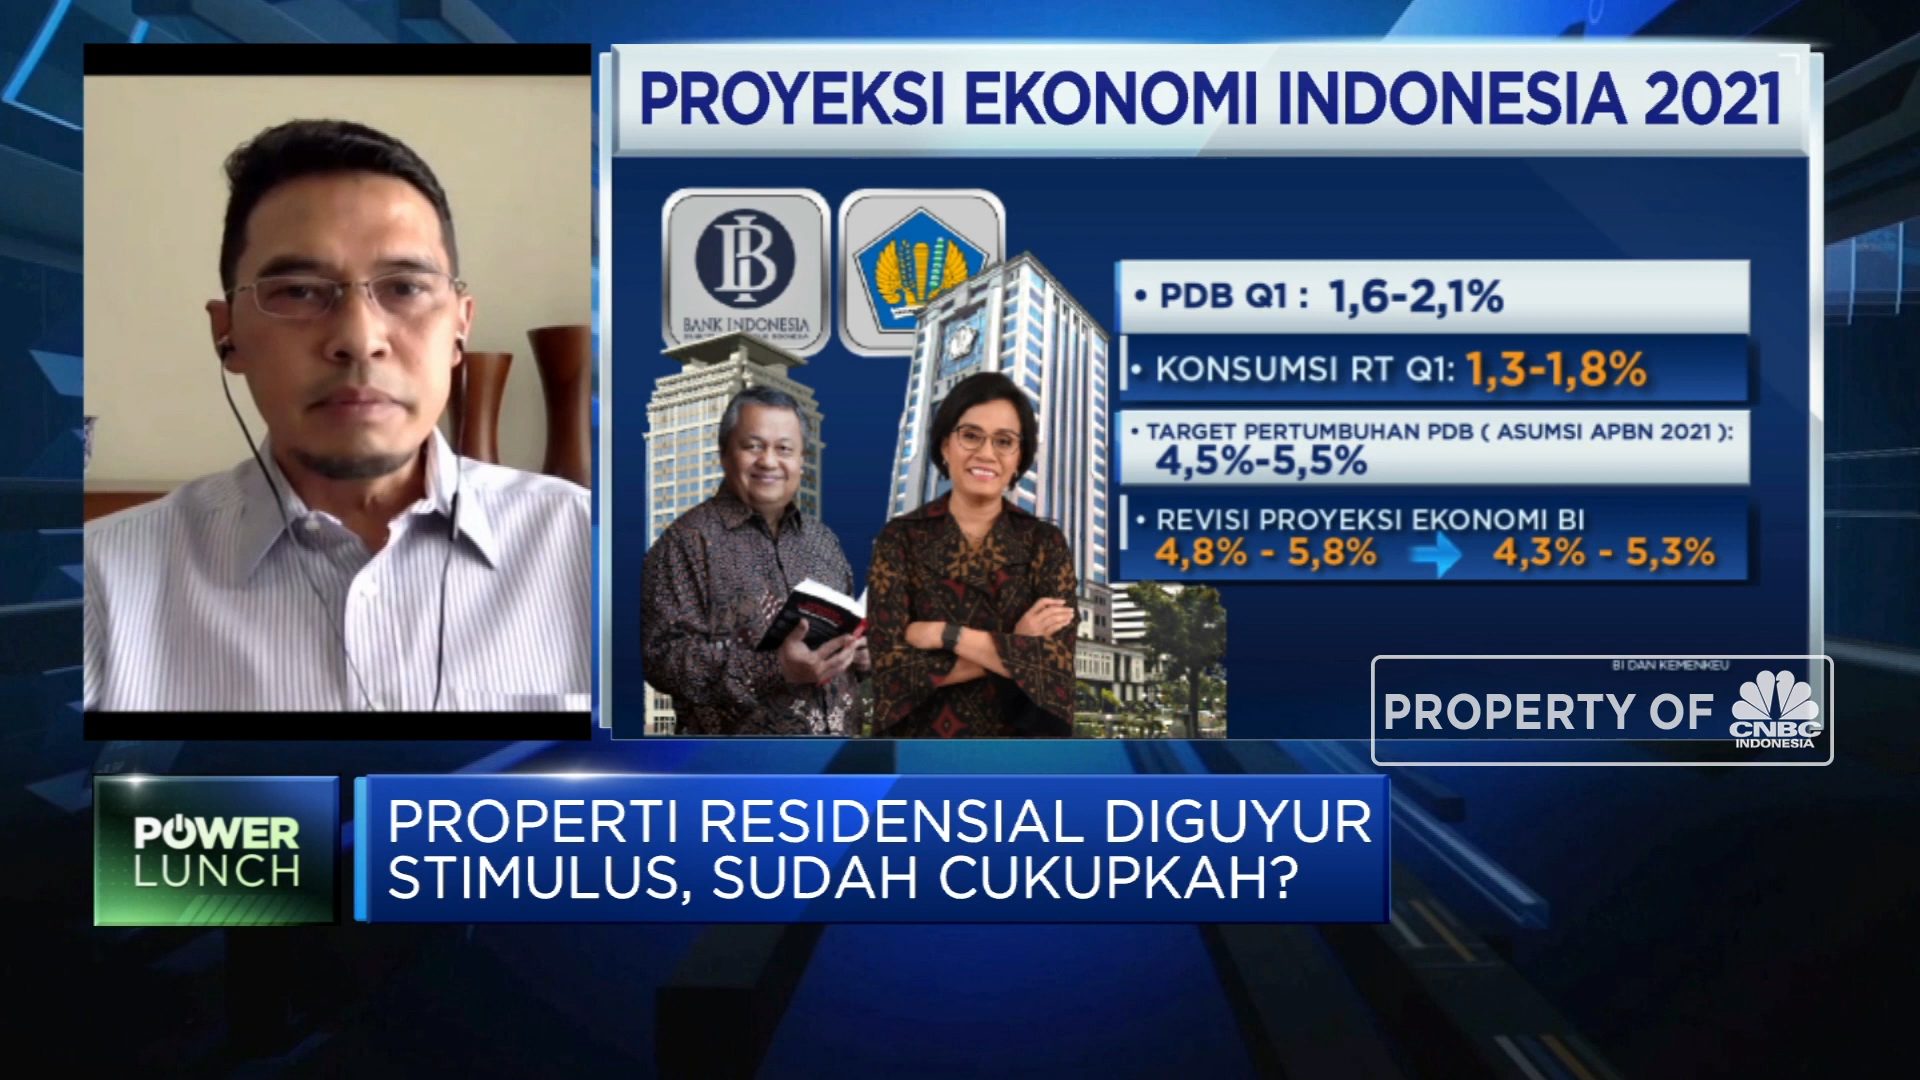 PROYEKSI EKONOMI INDONESIA 2021
BI
BANK INDONESIA
• PDB Q1 : 1,6-2,1%
• KONSUMSI RT Q1: 1,3-1,8%
• TARGET PERTUMBUHAN PDB ( ASUMSI APBN 2021 ):
4,5%-5,5%
• REVISI PROYEKSI EKONOMI BI
4,8% - 5,8% 4,3% - 5,3%
BI DAN KEMENKEU
PROPERTY OF
CNBC
INDONESIA
POWER
LUNCH
PROPERTI RESIDENSIAL DIGUYUR
STIMULUS, SUDAH CUKUPKAH?